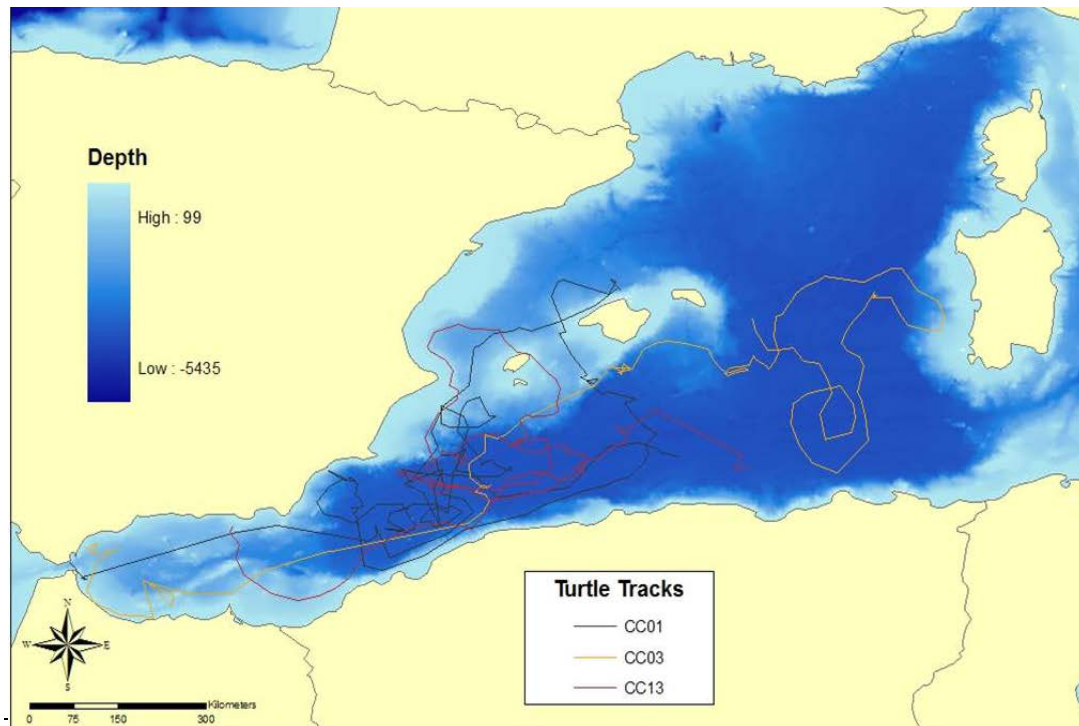 Depth
High : 99
Low : -5435
Turtle Tracks
CC01
CC03
CC13
N
W E
S
Kilometers
0 75 150 300
-